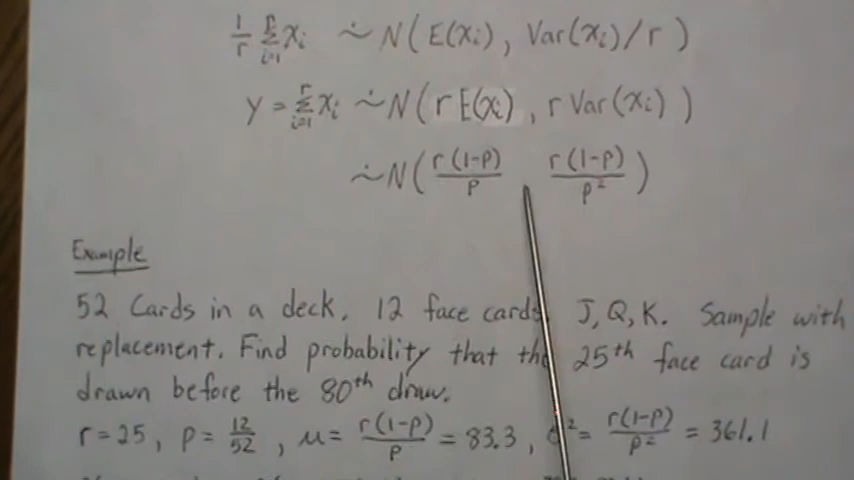 1/r Σ_{i=1}^{r} x_i ∼̇ N( E(x_i), Var(x_i)/r )
Y = Σ_{i=1}^{r} x_i ∼̇ N( r E(x_i), r Var(x_i) )
∼N( r(1-p)/p r(1-p)/p² )
Example
52 Cards in a deck. 12 face cards J, Q, K. Sample with
replacement. Find probability that the 25th face card is
drawn before the 80th draw.
r=25, p= 12/52, μ= r(1-p)/p = 83.3, σ²= r(1-p)/p² = 361.1